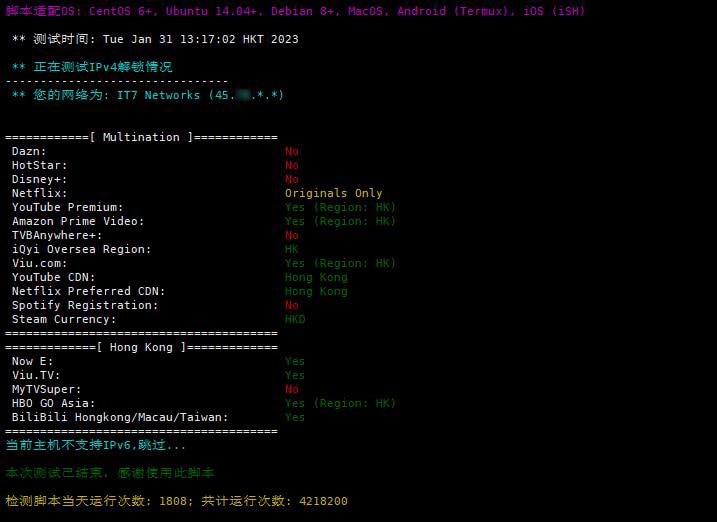 脚本适配OS: CentOS 6+, Ubuntu 14.04+, Debian 8+, MacOS, Android (Termux), iOS (iSH)
** 测试时间: Tue Jan 31 13:17:02 HKT 2023
** 正在测试IPv4解锁情况
--------------------------------
** 您的网络为: IT7 Networks (45. .*.*)
============[ Multination ]============
Dazn: No
HotStar: No
Disney+: No
Netflix: Originals Only
YouTube Premium: Yes (Region: HK)
Amazon Prime Video: Yes (Region: HK)
TVBAnywhere+: No
iQyi Oversea Region: HK
Viu.com: Yes (Region: HK)
YouTube CDN: Hong Kong
Netflix Preferred CDN: Hong Kong
Spotify Registration: No
Steam Currency: HKD
=======================================
=============[ Hong Kong ]=============
Now E: Yes
Viu.TV: Yes
MyTVSuper: No
HBO GO Asia: Yes (Region: HK)
BiliBili Hongkong/Macau/Taiwan: Yes
=======================================
当前主机不支持IPv6,跳过...
本次测试已结束，感谢使用此脚本
检测脚本当天运行次数: 1808; 共计运行次数: 4218200